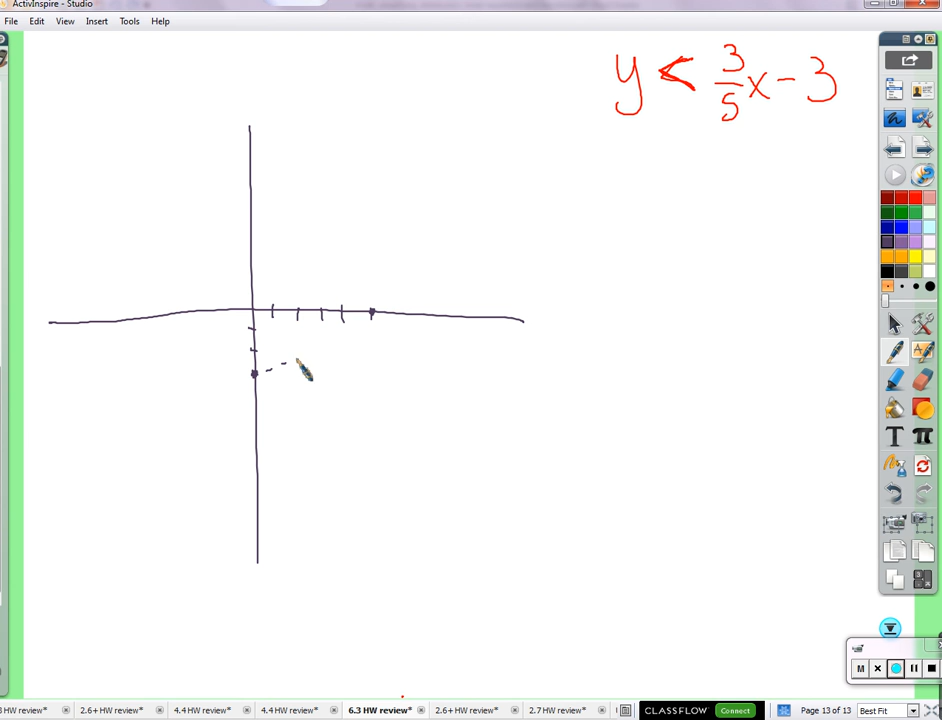 ActivInspire - Studio
File Edit View Insert Tools Help
y < 3/5 x - 3
M
HW review* 2.6+ HW review* 4.4 HW review* 4.4 HW review* 6.3 HW review* 2.6+ HW review* 2.7 HW review* CLASSFLOW Connect Page 13 of 13 Best Fit